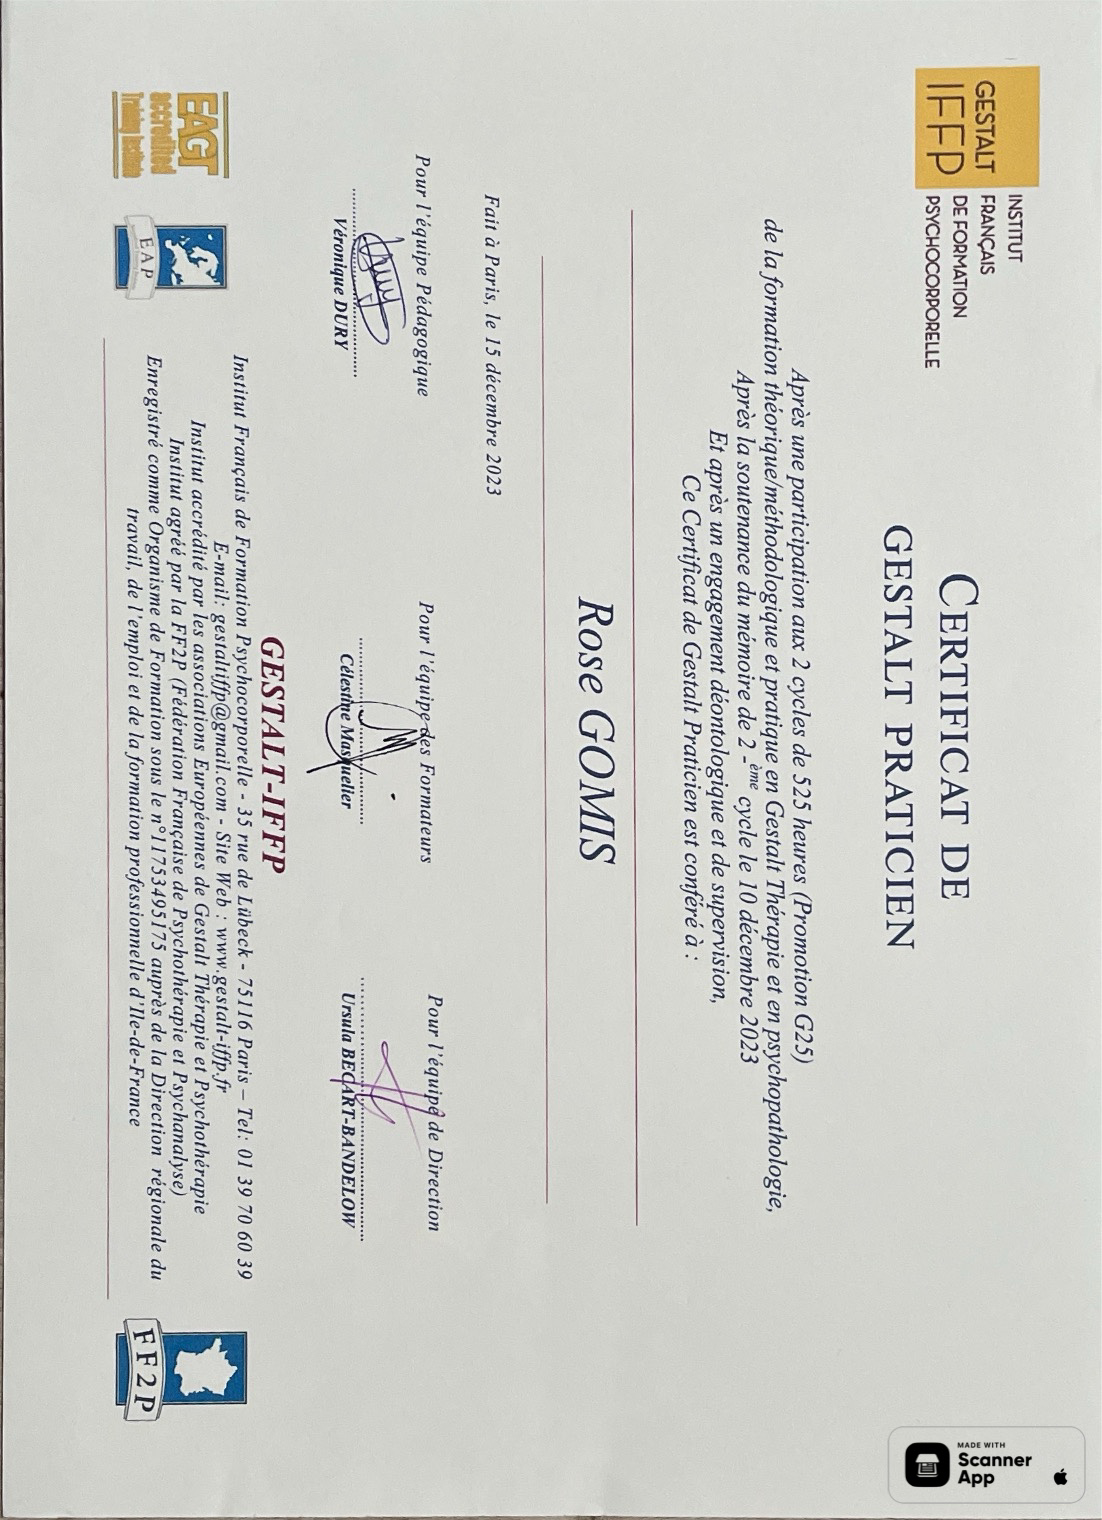 GESTALT
IFFP
INSTITUT
FRANÇAIS
DE FORMATION
PSYCHOCORPORELLE
CERTIFICAT DE
GESTALT PRATICIEN
Après une participation aux 2 cycles de 525 heures (Promotion G25)
de la formation théorique/méthodologique et pratique en Gestalt Thérapie et en psychopathologie,
Après la soutenance du mémoire de 2 -ème cycle le 10 décembre 2023
Et après un engagement déontologique et de supervision,
Ce Certificat de Gestalt Praticien est conféré à :
Rose GOMIS
Fait à Paris, le 15 décembre 2023
Pour l'équipe Pédagogique
Véronique DURY
Pour l'équipe des Formateurs
Célestine Masquelier
Pour l'équipe de Direction
Ursula BECART-BANDELOW
GESTALT-IFFP
Institut Français de Formation Psychocorporelle - 35 rue de Lübeck - 75116 Paris – Tel: 01 39 70 60 39
E-mail: gestaltiffp@gmail.com - Site Web : www.gestalt-iffp.fr
Institut accrédité par les associations Européennes de Gestalt Thérapie et Psychothérapie
Institut agréé par la FF2P (Fédération Française de Psychothérapie et Psychanalyse)
Enregistré comme Organisme de Formation sous le n°11753495175 auprès de la Direction régionale du
travail, de l'emploi et de la formation professionnelle d'Ile-de-France
EAGT
accredited
Training Institute
EAP
FF2P
MADE WITH
Scanner
App